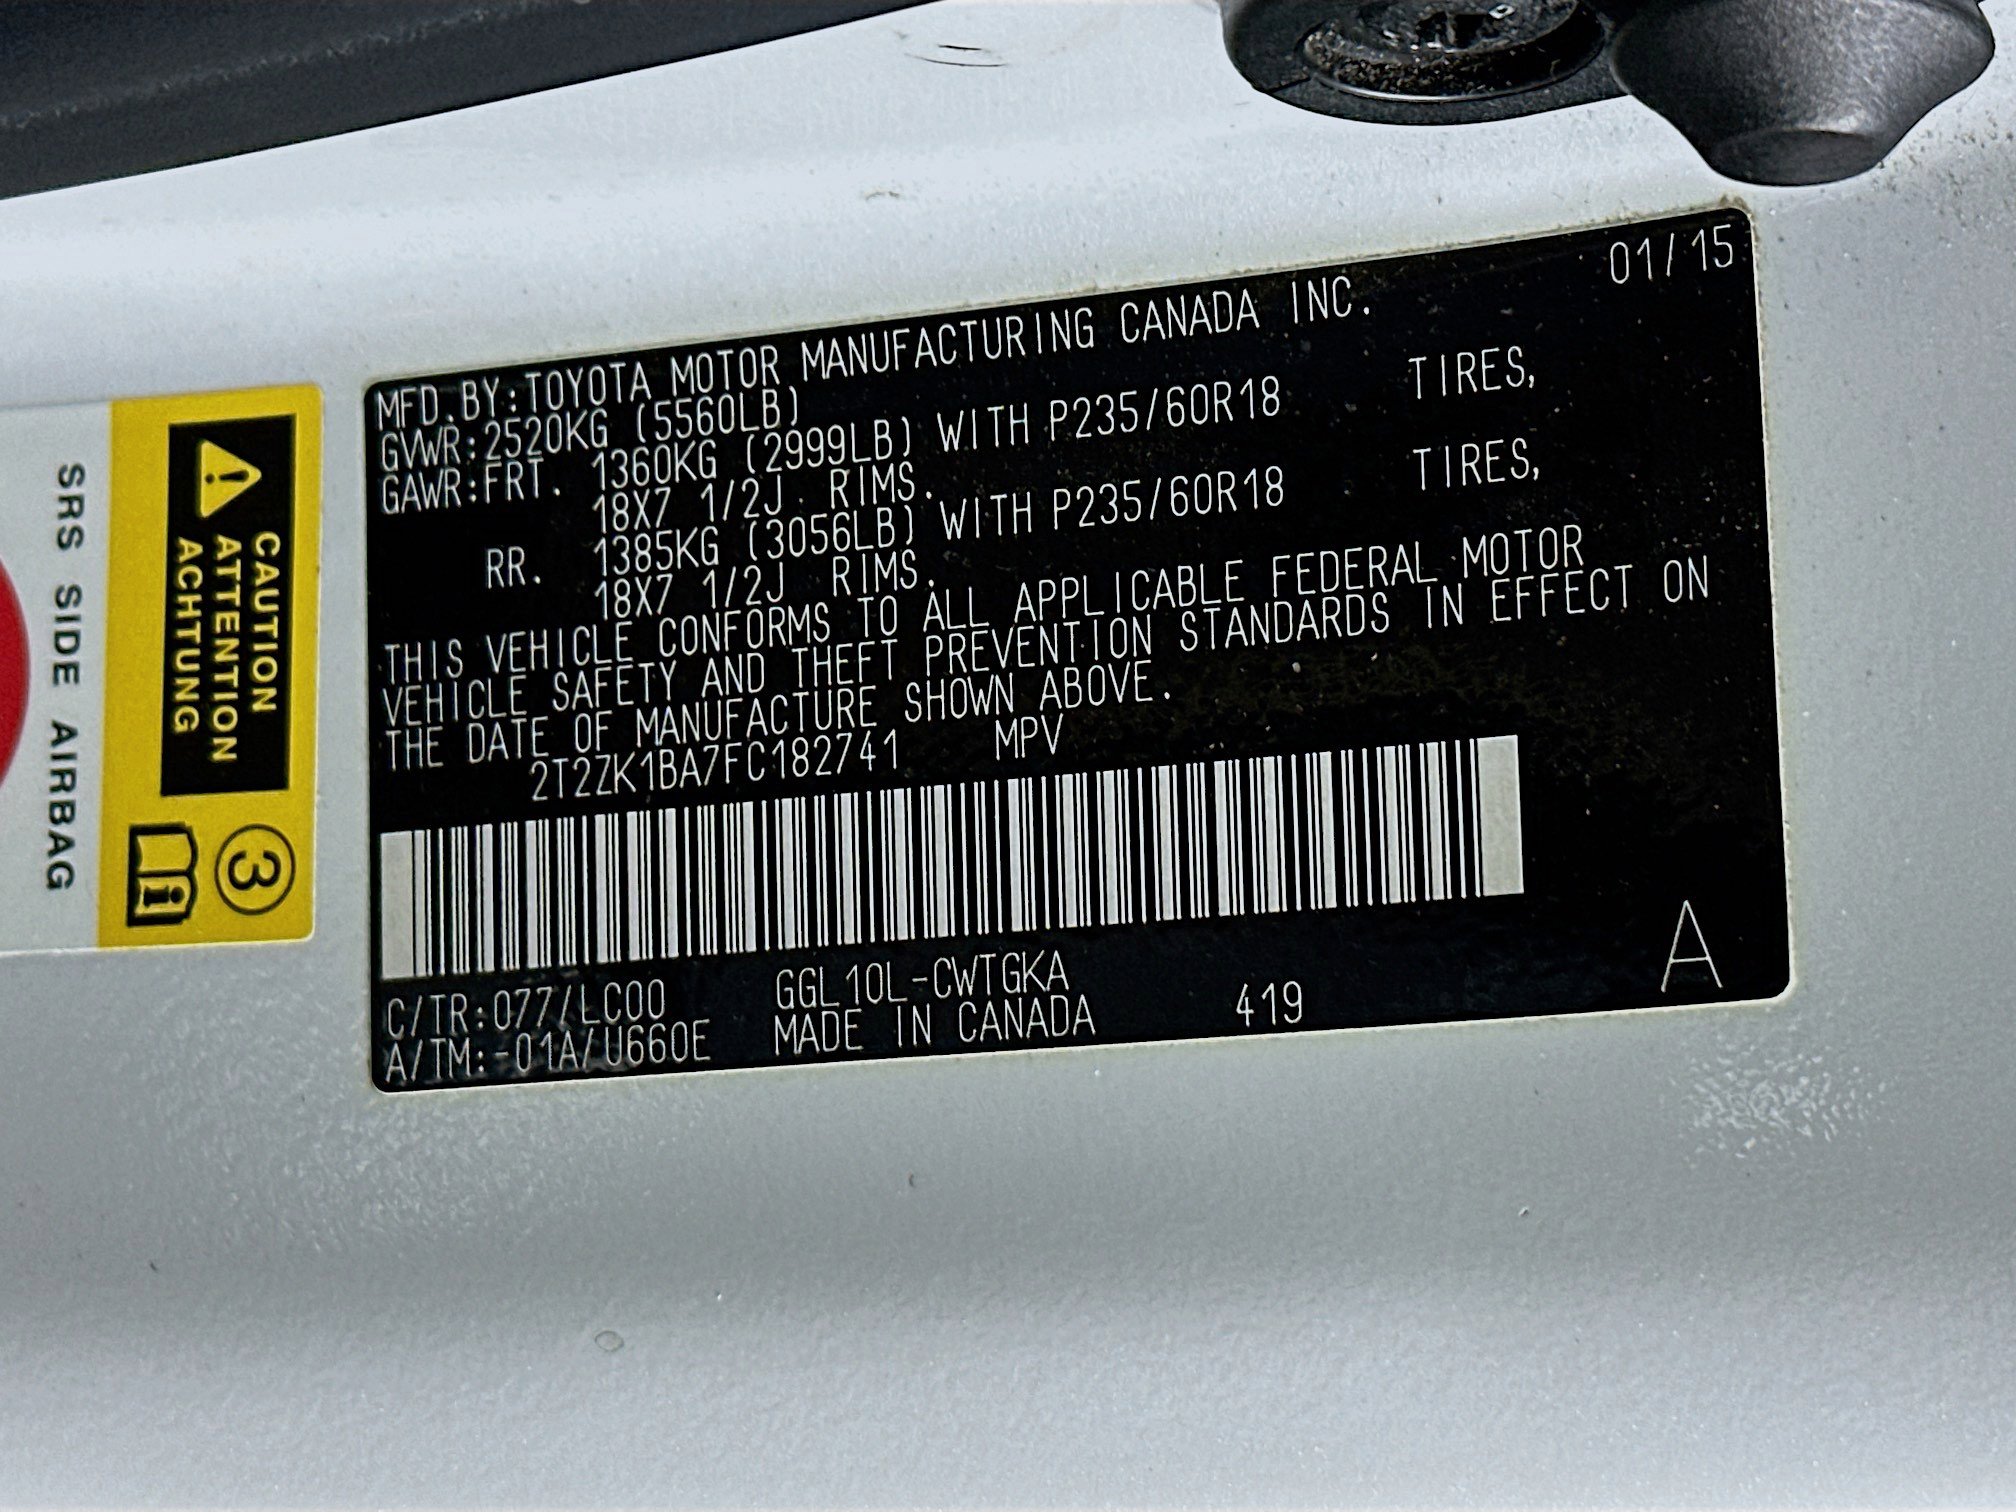 01/15
MFD.BY:TOYOTA MOTOR MANUFACTURING CANADA INC.
GVWR:2520KG (5560LB)
GAWR:FRT. 1360KG (2999LB) WITH P235/60R18 TIRES,
18X7 1/2J RIMS.
RR. 1385KG (3056LB) WITH P235/60R18 TIRES,
18X7 1/2J RIMS.
THIS VEHICLE CONFORMS TO ALL APPLICABLE FEDERAL MOTOR
VEHICLE SAFETY AND THEFT PREVENTION STANDARDS IN EFFECT ON
THE DATE OF MANUFACTURE SHOWN ABOVE.
2T2ZK1BA7FC182741 MPV
C/TR:077/LC00 GGL10L-CWTGKA
A/TM:-01A/U660E MADE IN CANADA 419
A
CAUTION
ATTENTION
ACHTUNG
3
i
SRS SIDE AIRBAG